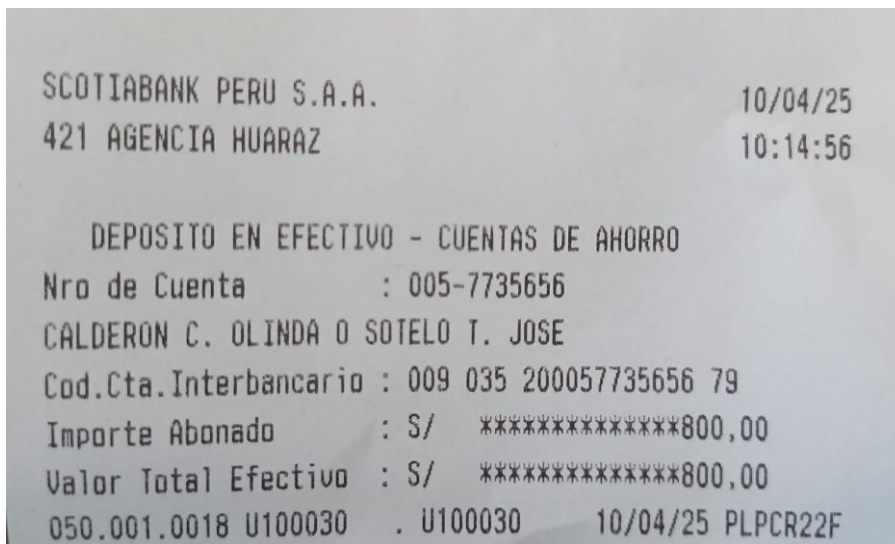 SCOTIABANK PERU S.A.A. 10/04/25
421 AGENCIA HUARAZ 10:14:56
DEPOSITO EN EFECTIVO - CUENTAS DE AHORRO
Nro de Cuenta : 005-7735656
CALDERON C. OLINDA O SOTELO T. JOSE
Cod.Cta.Interbancario : 009 035 200057735656 79
Importe Abonado : S/ **************800,00
Valor Total Efectivo : S/ **************800,00
050.001.0018 U100030 . U100030 10/04/25 PLPCR22F